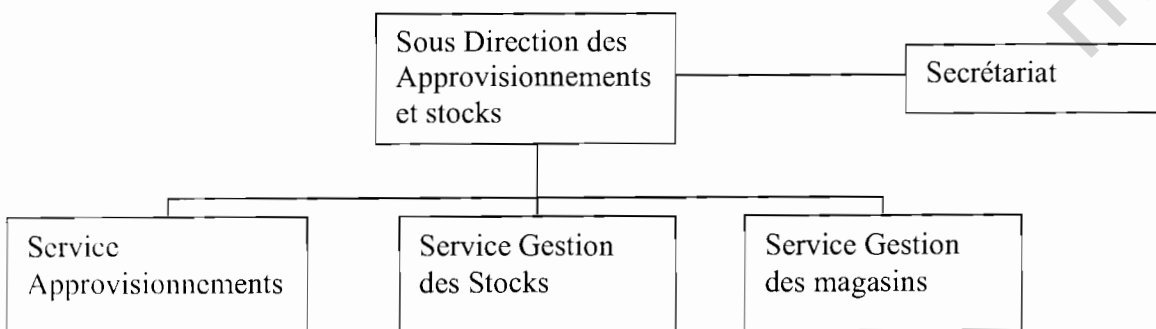 Sous Direction des
Approvisionnements
et stocks
Secrétariat
Service
Approvisionnements
Service Gestion
des Stocks
Service Gestion
des magasins